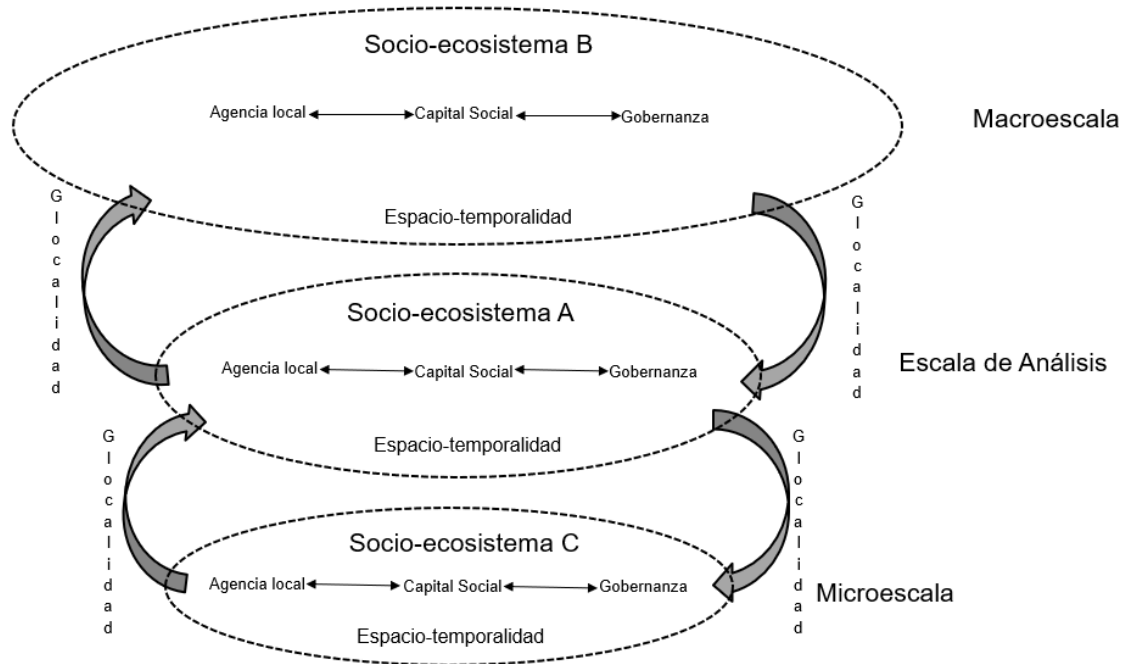 Socio-ecosistema B
Agencia local Capital Social Gobernanza
Macroescala
Glocalidad
Glocalidad
Espacio-temporalidad
Socio-ecosistema A
Agencia local Capital Social Gobernanza
Escala de Análisis
Espacio-temporalidad
Glocalidad
Glocalidad
Socio-ecosistema C
Agencia local Capital Social Gobernanza
Microescala
Espacio-temporalidad